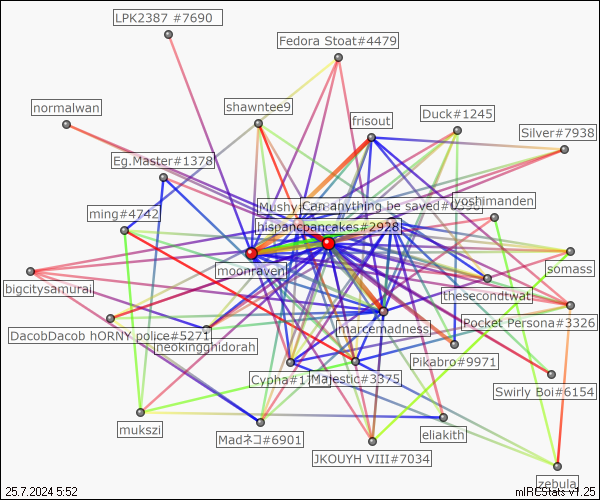 LPK2387 #7690
Fedora Stoat#4479
normalwan
shawntee9
frisout
Duck#1245
Silver#7938
Eg.Master#1378
Mushy
Can anything be saved#
yoshimanden
ming#4742
hispancpancakes#2928
moonraven
somass
bigcitysamurai
thesecondtwat
DacobDacob hORNY police#5271
marcemadness
Pocket Persona#3326
neokingghidorah
Pikabro#9971
Cypha#1
Majestic#3375
Swirly Boi#6154
mukszi
Madネコ#6901
eliakith
JKOUYH VIII#7034
zebula
25.7.2024 5:52
mIRCStats v1.25